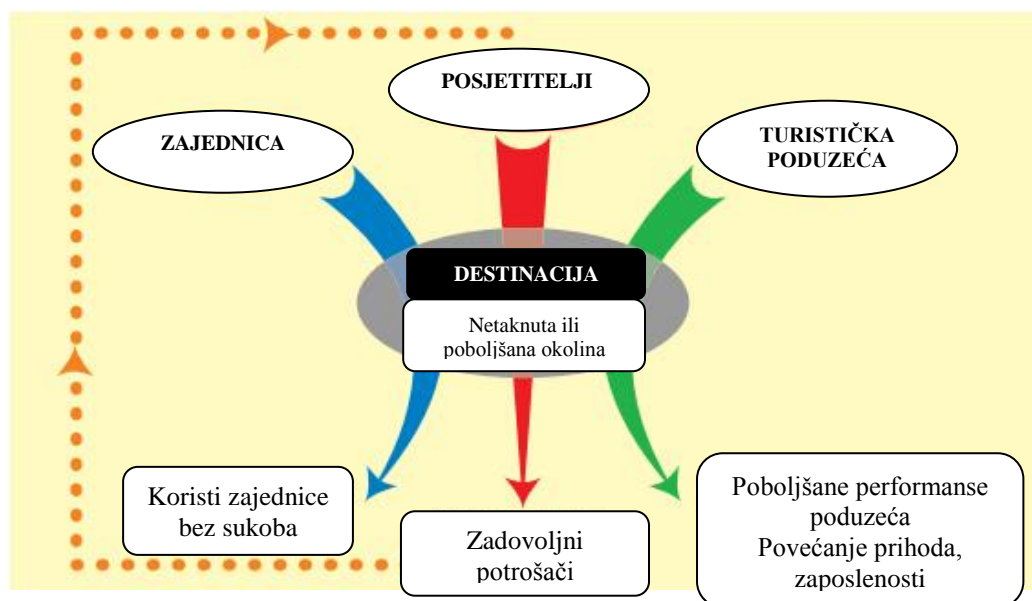 POSJETITELJI
ZAJEDNICA
TURISTIČKA
PODUZEĆA
DESTINACIJA
Netaknuta ili
poboljšana okolina
Koristi zajednice
bez sukoba
Zadovoljni
potrošači
Poboljšane performanse
poduzeća
Povećanje prihoda,
zaposlenosti